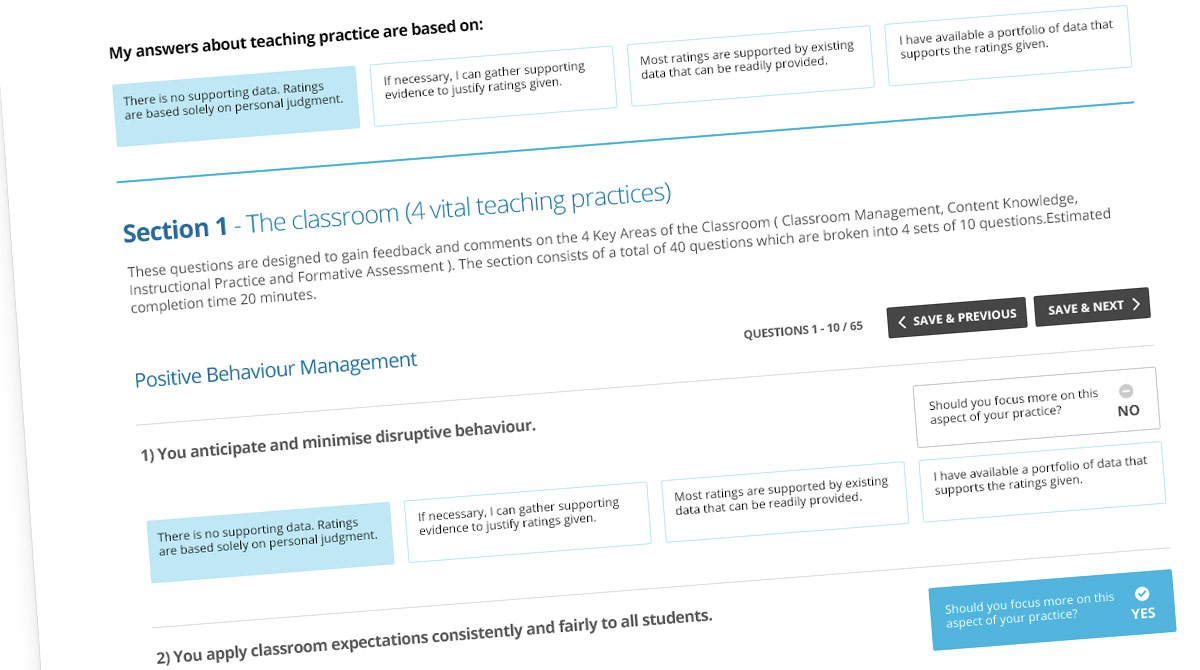 My answers about teaching practice are based on:
There is no supporting data. Ratings
are based solely on personal judgment.
If necessary, I can gather supporting
evidence to justify ratings given.
Most ratings are supported by existing
data that can be readily provided.
I have available a portfolio of data that
supports the ratings given.
Section 1 - The classroom (4 vital teaching practices)
These questions are designed to gain feedback and comments on the 4 Key Areas of the Classroom ( Classroom Management, Content Knowledge,
Instructional Practice and Formative Assessment ). The section consists of a total of 40 questions which are broken into 4 sets of 10 questions.Estimated
completion time 20 minutes.
QUESTIONS 1 - 10 / 65
SAVE & PREVIOUS
SAVE & NEXT
Positive Behaviour Management
1) You anticipate and minimise disruptive behaviour.
Should you focus more on this
aspect of your practice?
NO
There is no supporting data. Ratings
are based solely on personal judgment.
If necessary, I can gather supporting
evidence to justify ratings given.
Most ratings are supported by existing
data that can be readily provided.
I have available a portfolio of data that
supports the ratings given.
2) You apply classroom expectations consistently and fairly to all students.
Should you focus more on this
aspect of your practice?
YES